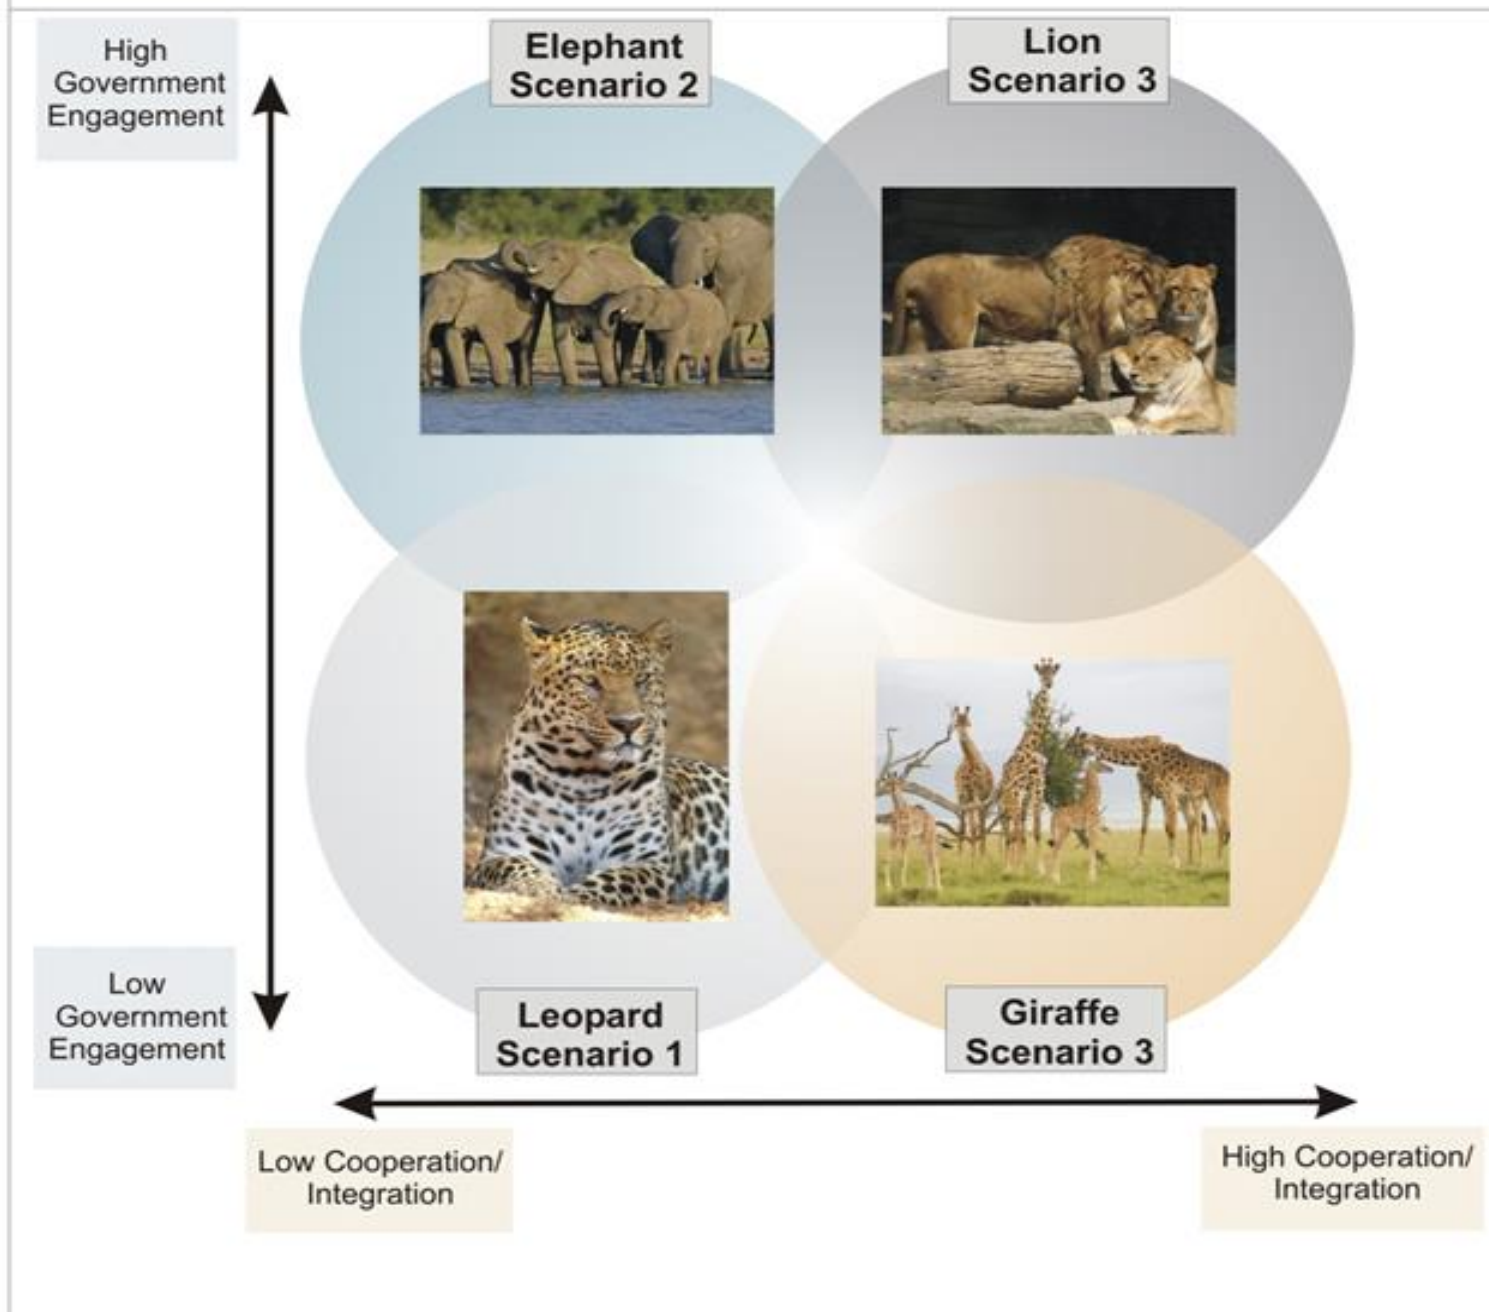 High
Government
Engagement
Elephant
Scenario 2
Lion
Scenario 3
Low
Government
Engagement
Leopard
Scenario 1
Giraffe
Scenario 3
Low Cooperation/
Integration
High Cooperation/
Integration